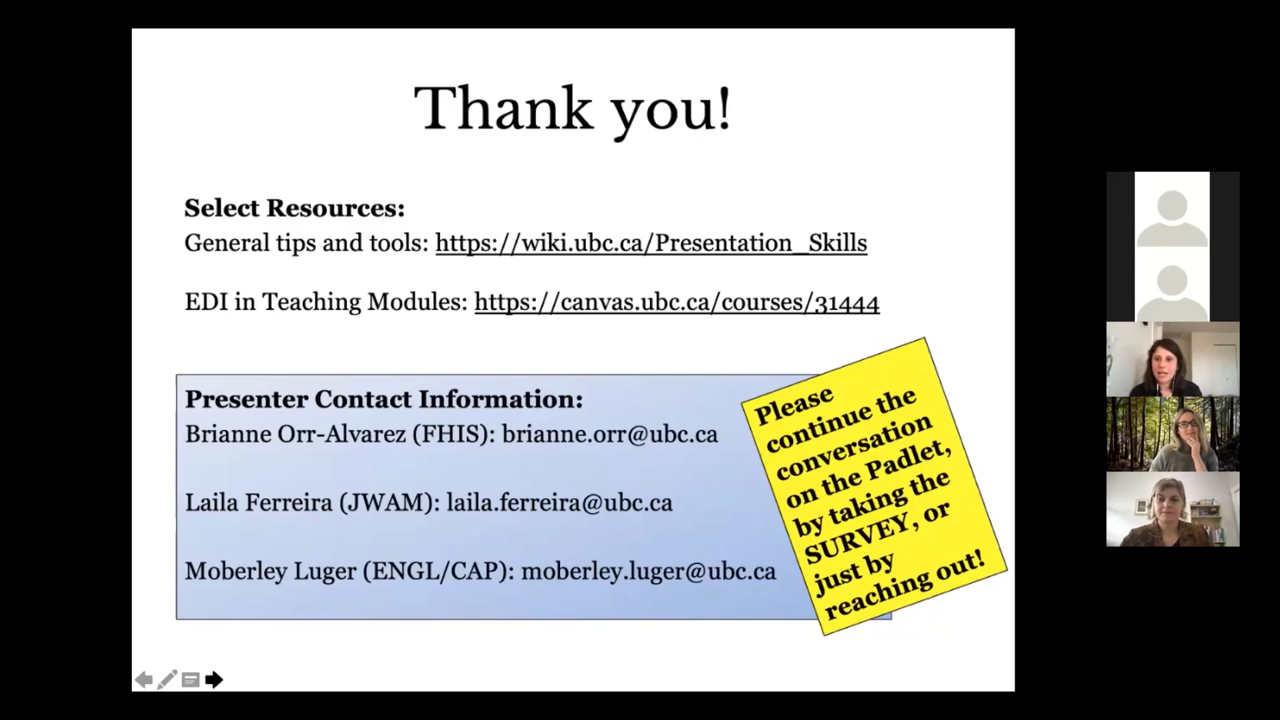 Thank you!
Select Resources:
General tips and tools: https://wiki.ubc.ca/Presentation_Skills
EDI in Teaching Modules: https://canvas.ubc.ca/courses/31444
Presenter Contact Information:
Brianne Orr-Alvarez (FHIS): brianne.orr@ubc.ca
Laila Ferreira (JWAM): laila.ferreira@ubc.ca
Moberley Luger (ENGL/CAP): moberley.luger@ubc.ca
Please
continue the
conversation
on the Padlet,
by taking the
SURVEY, or
just by
reaching out!